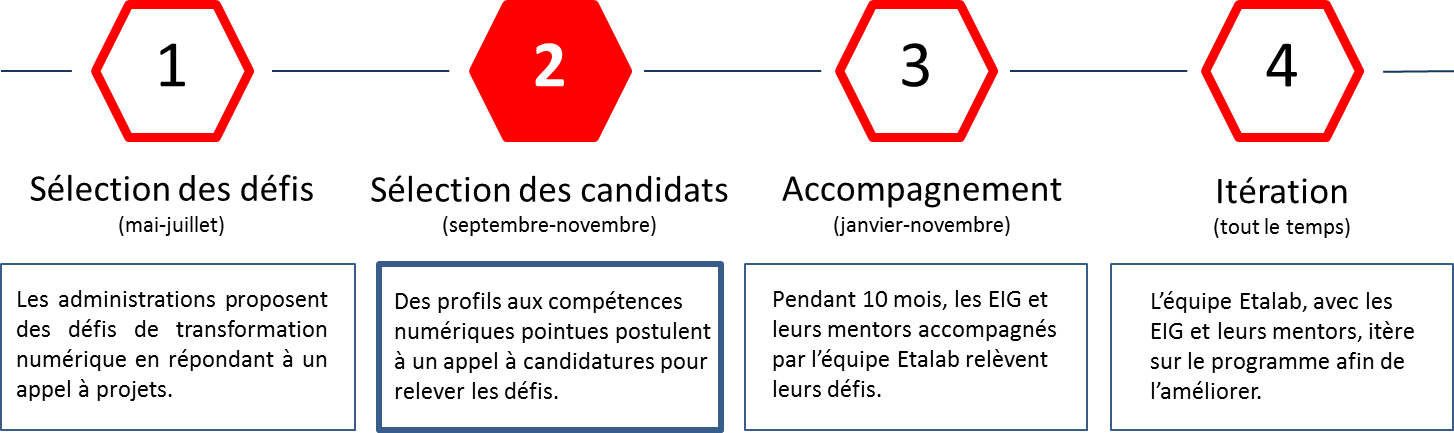 1
Sélection des défis
(mai-juillet)
Les administrations proposent
des défis de transformation
numérique en répondant à un
appel à projets.
2
Sélection des candidats
(septembre-novembre)
Des profils aux compétences
numériques pointues postulent
à un appel à candidatures pour
relever les défis.
3
Accompagnement
(janvier-novembre)
Pendant 10 mois, les EIG et
leurs mentors accompagnés
par l’équipe Etalab relèvent
leurs défis.
4
Itération
(tout le temps)
L’équipe Etalab, avec les
EIG et leurs mentors, itère
sur le programme afin de
l’améliorer.